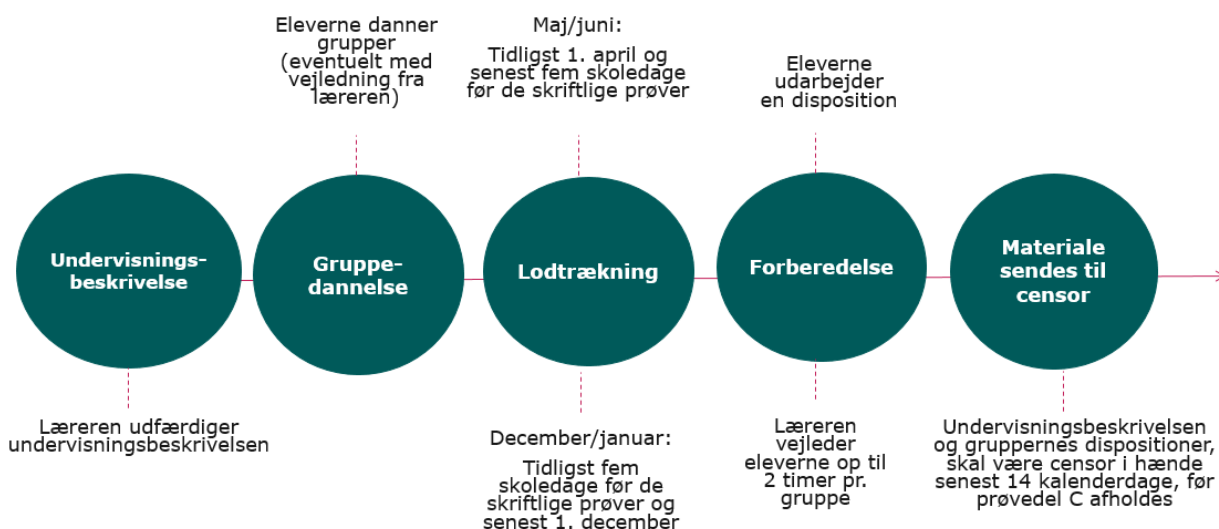 Eleverne danner
grupper
(eventuelt med
vejledning fra
læreren)
Maj/juni:
Tidligst 1. april og
senest fem skoledage
før de skriftlige prøver
Eleverne
udarbejder
en disposition
Undervisnings-
beskrivelse
Gruppe-
dannelse
Lodtrækning
Forberedelse
Materiale
sendes til
censor
Læreren udfærdiger
undervisningsbeskrivelsen
December/januar:
Tidligst fem
skoledage før de
skriftlige prøver og
senest 1. december
Læreren
vejleder
eleverne op til
2 timer pr.
gruppe
Undervisningsbeskrivelsen
og gruppernes dispositioner,
skal være censor i hænde
senest 14 kalenderdage, før
prøvedel C afholdes